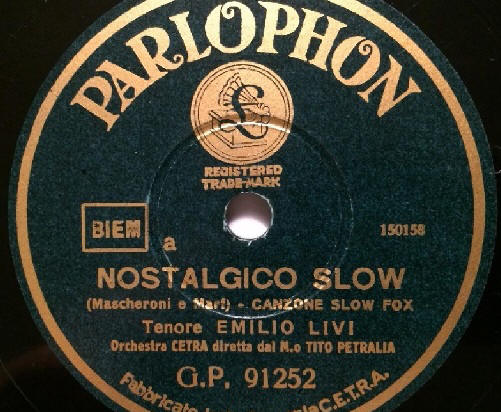 PARLOPHON
REGISTERED
TRADE-MARK
BIEM
a
150158
NOSTALGICO SLOW
(Mascheroni e Marf) - CANZONE SLOW FOX
Tenore EMILIO LIVI
Orchestra CETRA diretta dal M.o TITO PETRALIA
G.P. 91252
Fabbricato C.E.T.R.A.